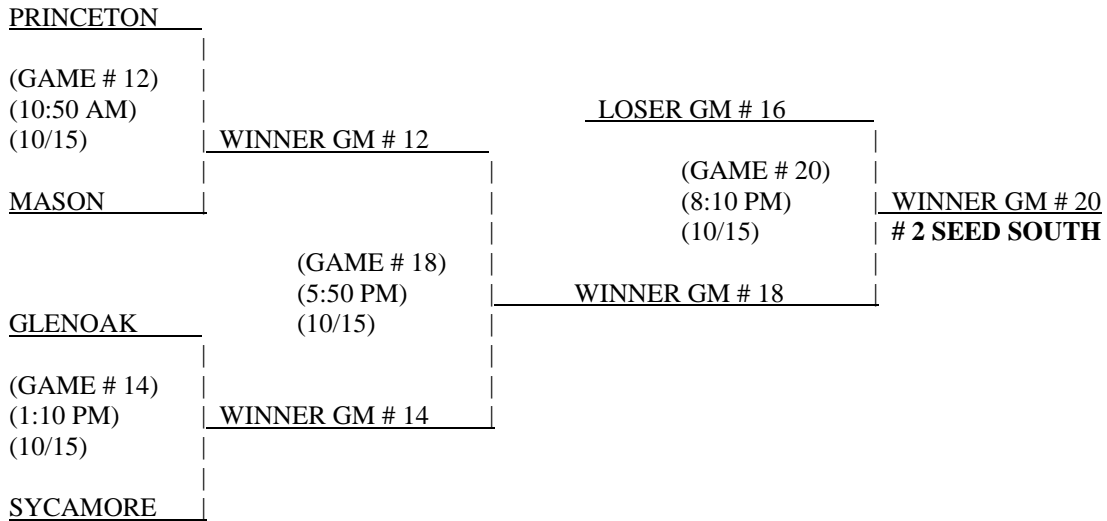 PRINCETON
(GAME # 12)
(10:50 AM) LOSER GM # 16
(10/15) WINNER GM # 12
(GAME # 20)
MASON (8:10 PM) WINNER GM # 20
(10/15) # 2 SEED SOUTH
(GAME # 18)
(5:50 PM) WINNER GM # 18
GLENOAK (10/15)
(GAME # 14)
(1:10 PM) WINNER GM # 14
(10/15)
SYCAMORE